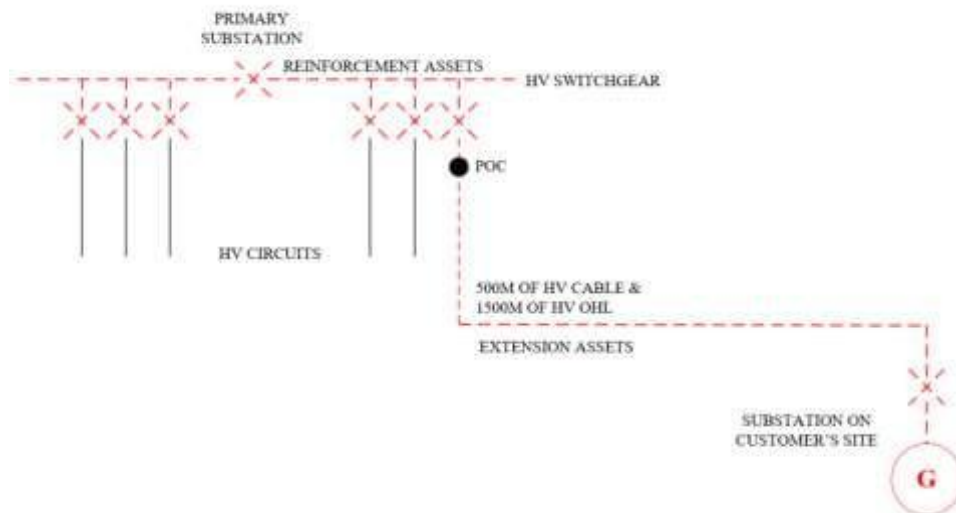 PRIMARY
SUBSTATION
REINFORCEMENT ASSETS
HV SWITCHGEAR
POC
HV CIRCUITS
500M OF HV CABLE &
1500M OF HV OHL
EXTENSION ASSETS
SUBSTATION ON
CUSTOMER'S SITE
G